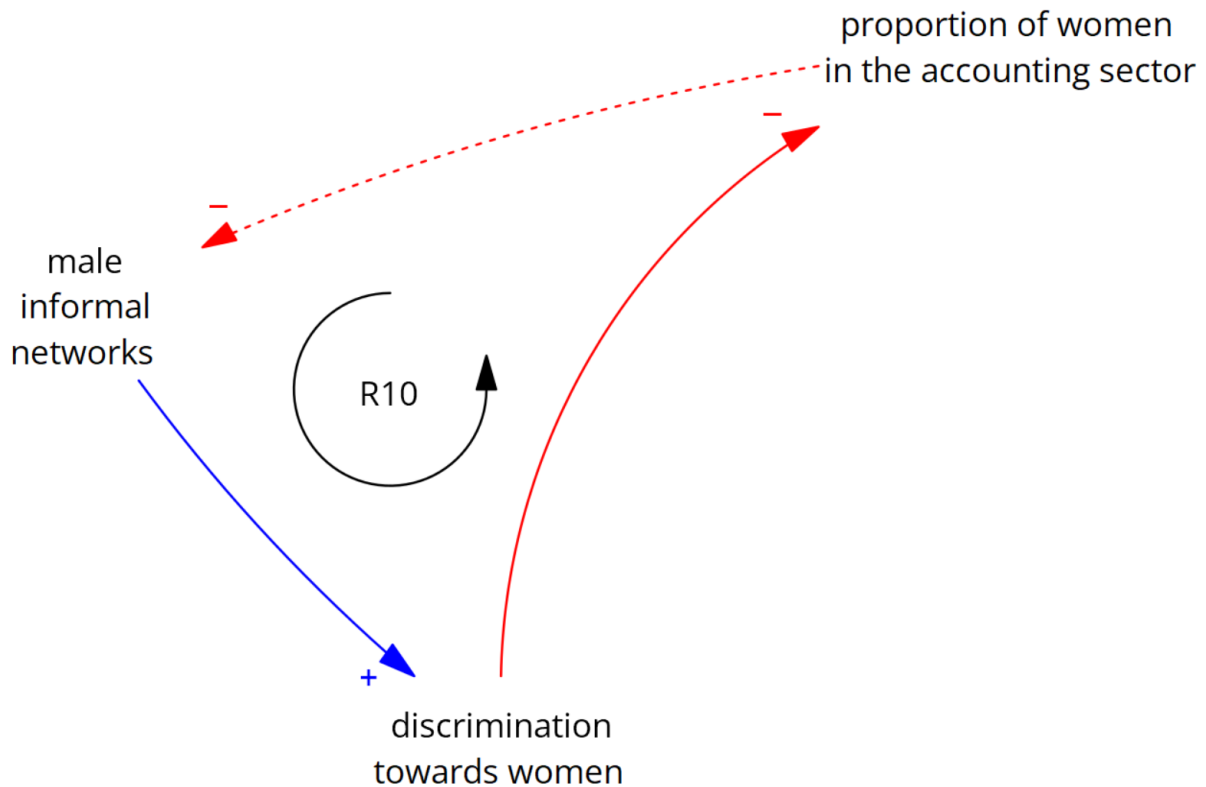 proportion of women
in the accounting sector
–
–
male
informal
networks
R10
+
discrimination
towards women